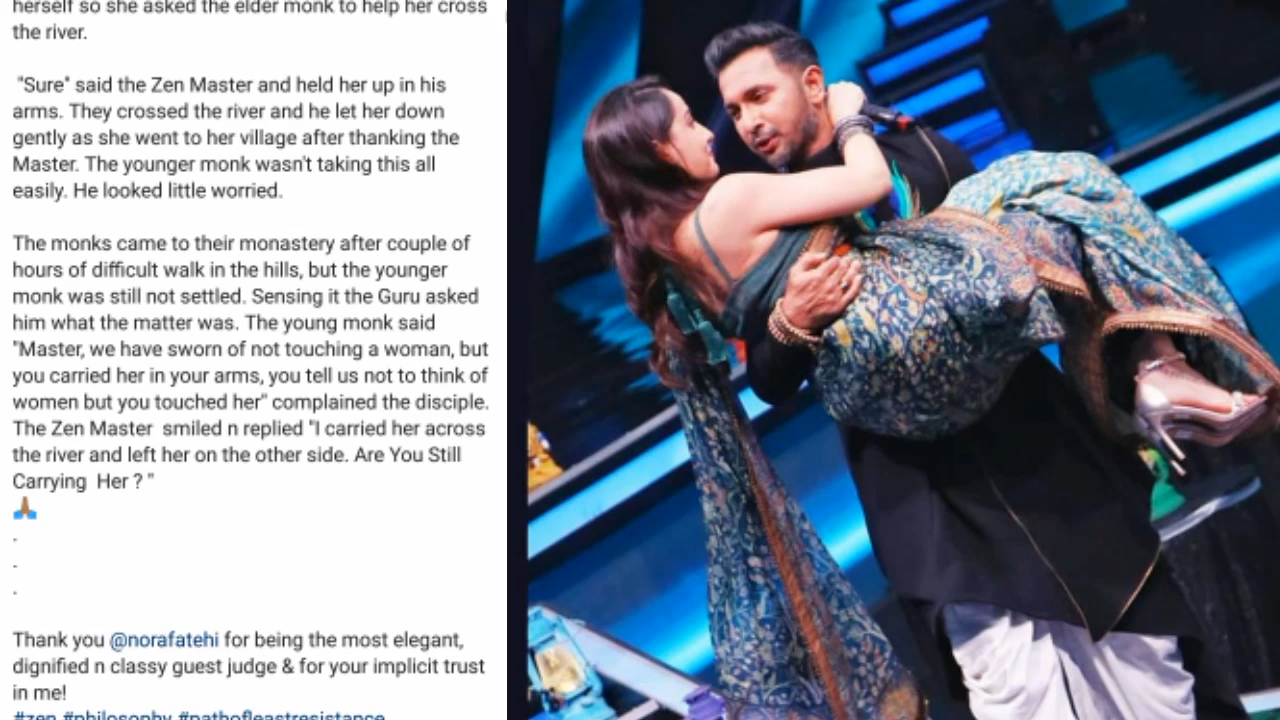 herself so she asked the elder monk to help her cross
the river.
"Sure" said the Zen Master and held her up in his
arms. They crossed the river and he let her down
gently as she went to her village after thanking the
Master. The younger monk wasn't taking this all
easily. He looked little worried.
The monks came to their monastery after couple of
hours of difficult walk in the hills, but the younger
monk was still not settled. Sensing it the Guru asked
him what the matter was. The young monk said
"Master, we have sworn of not touching a woman, but
you carried her in your arms, you tell us not to think of
women but you touched her" complained the disciple.
The Zen Master smiled n replied "I carried her across
the river and left her on the other side. Are You Still
Carrying Her ? "
🙏🏾
.
.
.
Thank you @norafatehi for being the most elegant,
dignified n classy guest judge & for your implicit trust
in me!
#zen #philosophy #pathofleastresistance